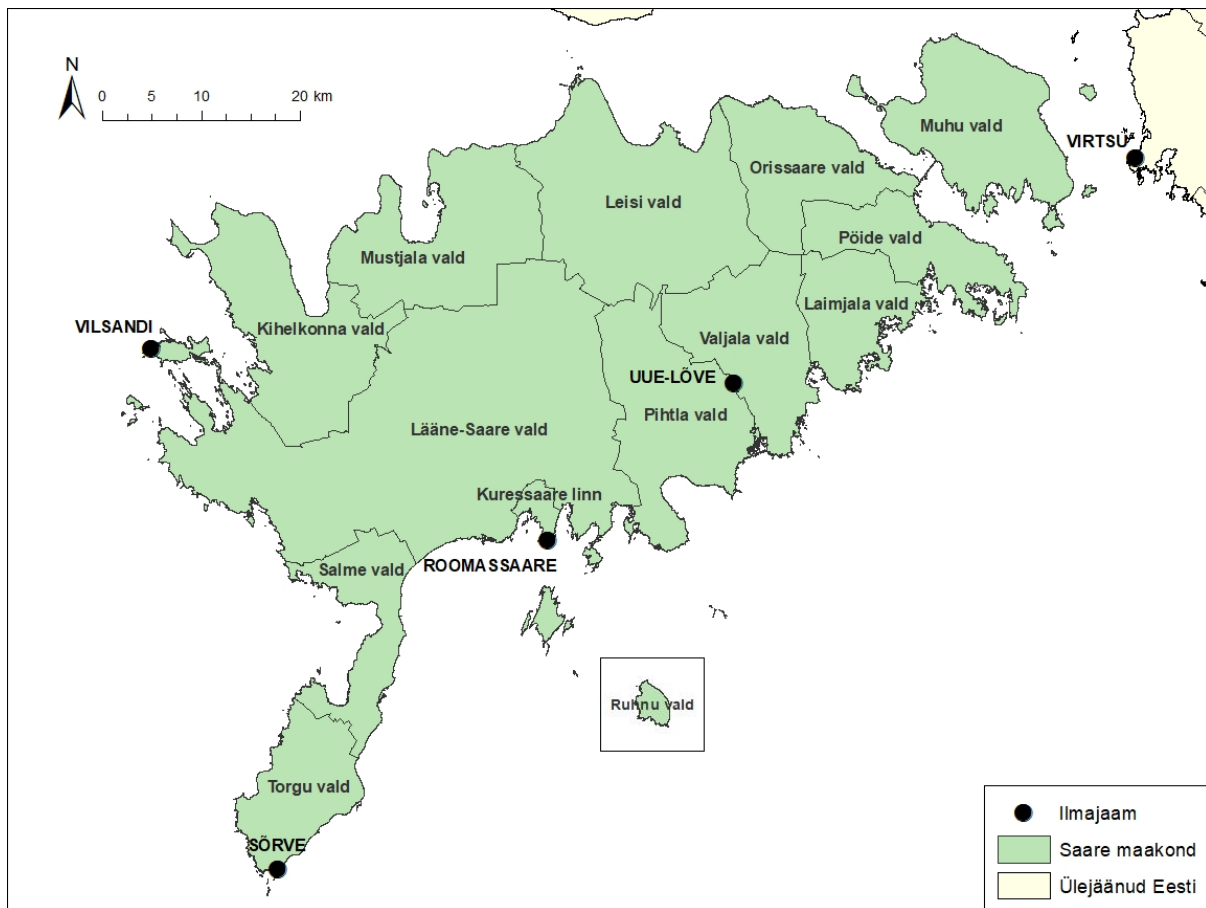 N
0 5 10 20 km
Muhu vald
VIRTSU
Orissaare vald
Leisi vald
Pöide vald
Mustjala vald
Laimjala vald
VILSANDI
Kihelkonna vald
Valjala vald
UUE-LÕVE
Pihtla vald
Lääne-Saare vald
Kuressaare linn
ROOMASSAARE
Salme vald
Ruhnu vald
Torgu vald
SÕRVE
Ilmajaam
Saare maakond
Ülejäänud Eesti